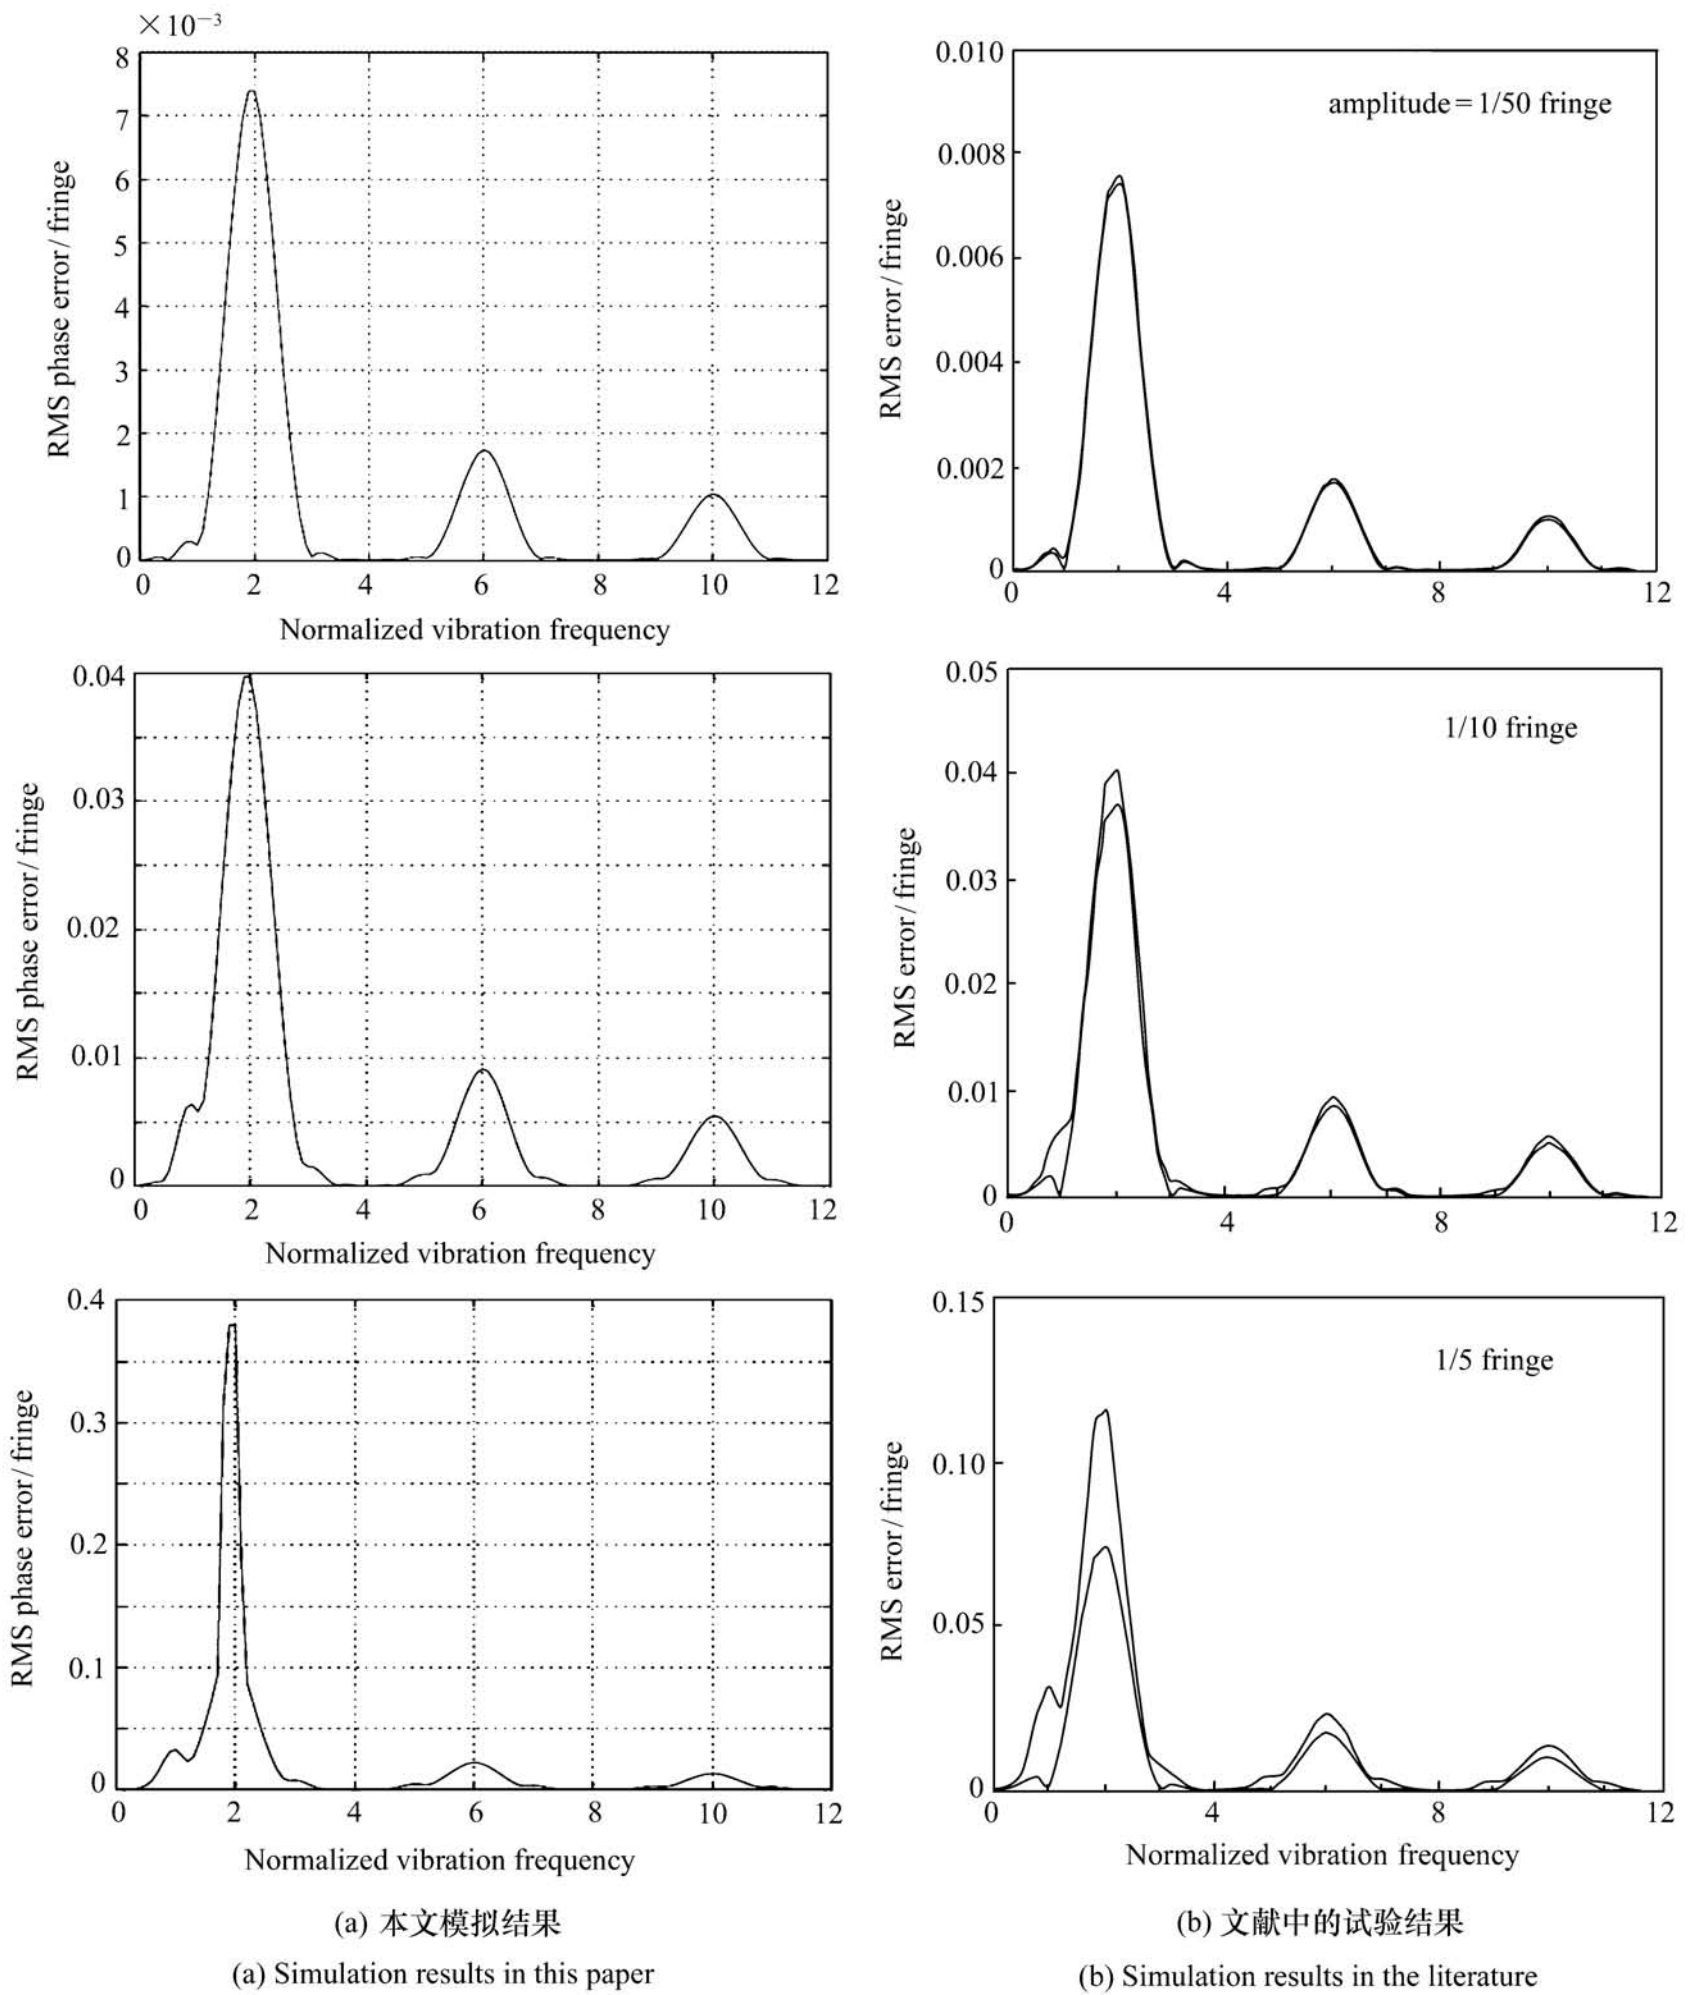 ×10⁻³
8
7
6
5
4
3
2
1
0
RMS phase error/fringe
0 2 4 6 8 10 12
Normalized vibration frequency
0.010
0.008
0.006
0.004
0.002
0
RMS error/fringe
amplitude=1/50 fringe
0 4 8 12
0.04
0.03
0.02
0.01
0
RMS phase error/fringe
0 2 4 6 8 10 12
Normalized vibration frequency
0.05
0.04
0.03
0.02
0.01
0
RMS error/fringe
1/10 fringe
0 4 8 12
0.4
0.3
0.2
0.1
0
RMS phase error/fringe
0 2 4 6 8 10 12
Normalized vibration frequency
0.15
0.10
0.05
0
RMS error/fringe
1/5 fringe
0 4 8 12
Normalized vibration frequency
(a) 本文模拟结果
(a) Simulation results in this paper
(b) 文献中的试验结果
(b) Simulation results in the literature